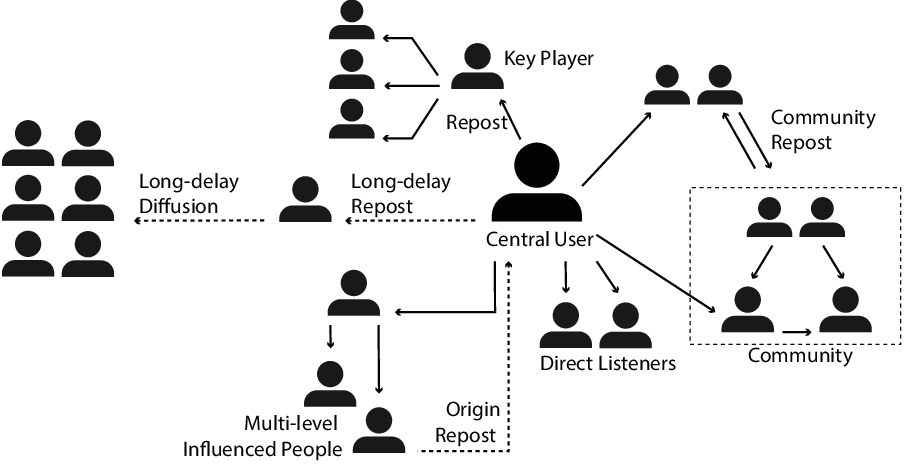 Key Player
Repost
Community
Repost
Long-delay
Diffusion
Long-delay
Repost
Central User
Direct Listeners
Community
Multi-level
Influenced People
Origin
Repost